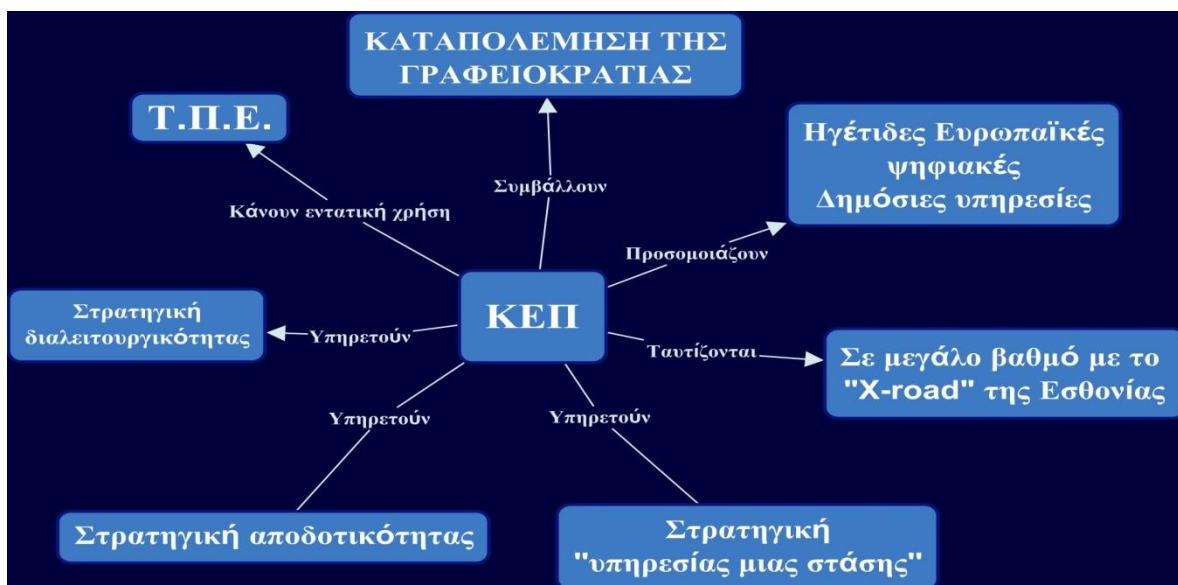 ΚΑΤΑΠΟΛΕΜΗΣΗ ΤΗΣ
ΓΡΑΦΕΙΟΚΡΑΤΙΑΣ
Τ.Π.Ε.
Ηγέτιδες Ευρωπαϊκές
ψηφιακές
Δημόσιες υπηρεσίες
Συμβάλλουν
Κάνουν εντατική χρήση
Προσομοιάζουν
ΚΕΠ
Στρατηγική
διαλειτουργικότητας
Υπηρετούν
Ταυτίζονται
Σε μεγάλο βαθμό με το
"X-road" της Εσθονίας
Υπηρετούν
Υπηρετούν
Στρατηγική αποδοτικότητας
Στρατηγική
"υπηρεσίας μιας στάσης"